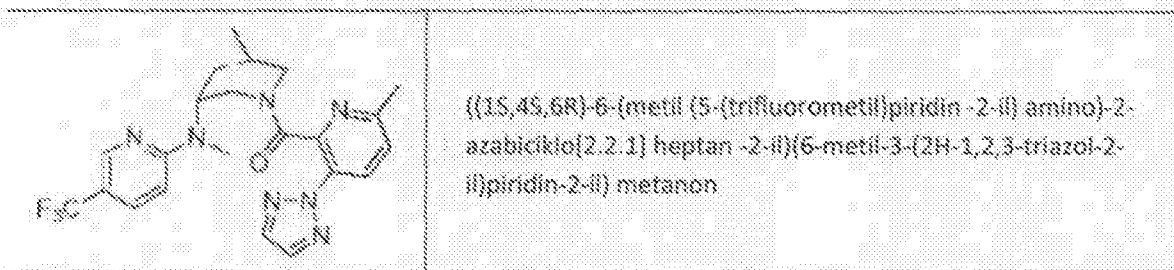 ((1S,4S,6R)-6-(metil (5-(trifluorometil)piridin -2-il) amino)-2-
azabiciklo[2.2.1] heptan -2-il)(6-metil-3-(2H-1,2,3-triazol-2-
il)piridin-2-il) metanon
N
N
N
N
O
F₃C
N
N
N